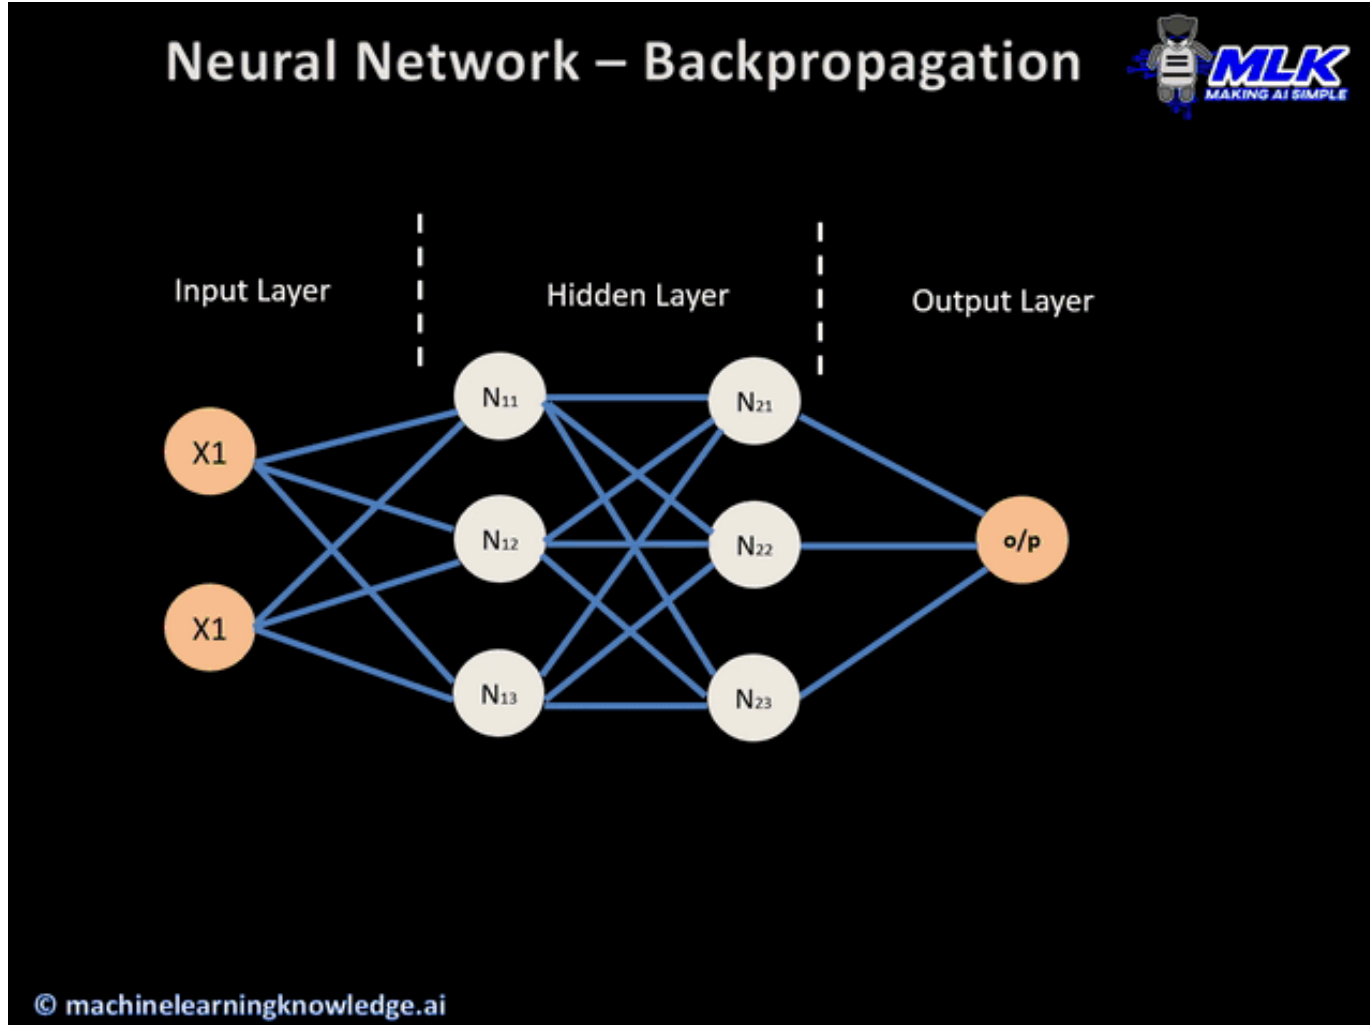 Neural Network – Backpropagation
MLK
MAKING AI SIMPLE
Input Layer
Hidden Layer
Output Layer
N₁₁
N₂₁
X1
N₁₂
N₂₂
o/p
X1
N₁₃
N₂₃
© machinelearningknowledge.ai